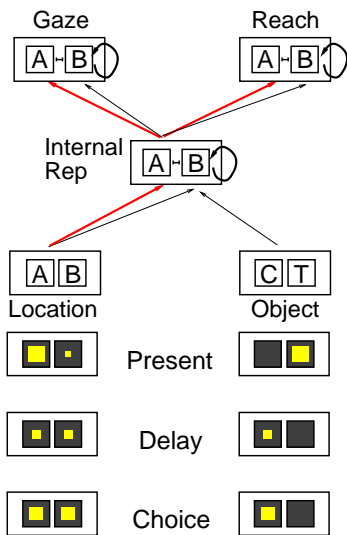 Gaze Reach
A B A B
Internal
Rep
A B
A B C T
Location Object
Present
Delay
Choice